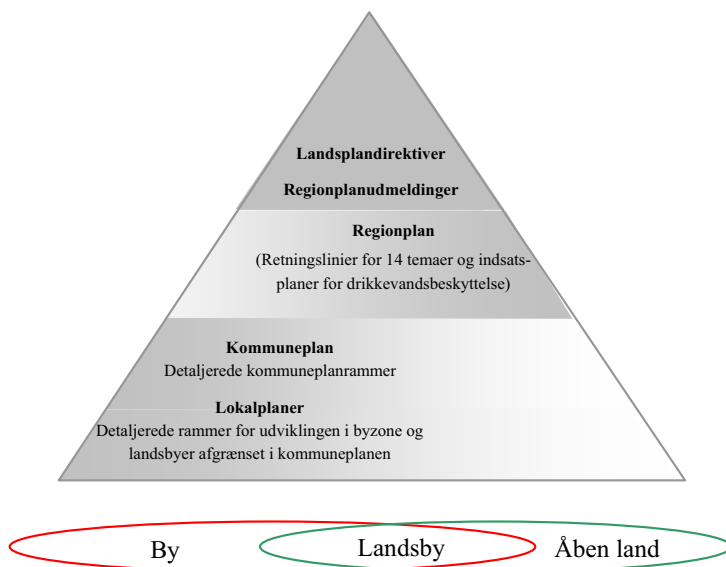 Landsplandirektiver
Regionplanudmeldinger
Regionplan
(Retningslinier for 14 temaer og indsats-
planer for drikkevandsbeskyttelse)
Kommuneplan
Detaljerede kommuneplanrammer
Lokalplaner
Detaljerede rammer for udviklingen i byzone og
landsbyer afgrænset i kommuneplanen
By Landsby Åben land